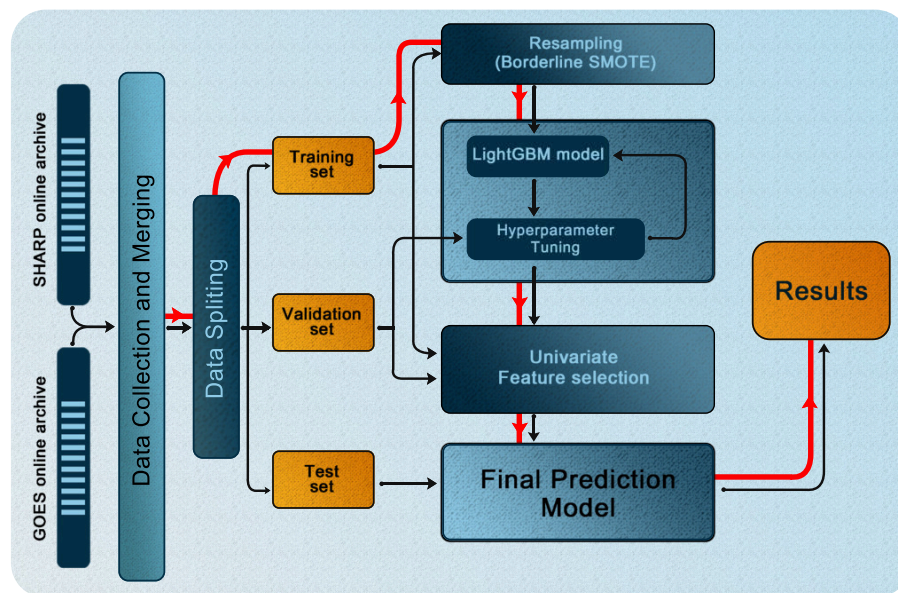 SHARP online archive
GOES online archive
Data Collection and Merging
Data Spliting
Training
set
Validation
set
Test
set
Resampling
(Borderline SMOTE)
LightGBM model
Hyperparameter
Tuning
Univariate
Feature selection
Final Prediction
Model
Results